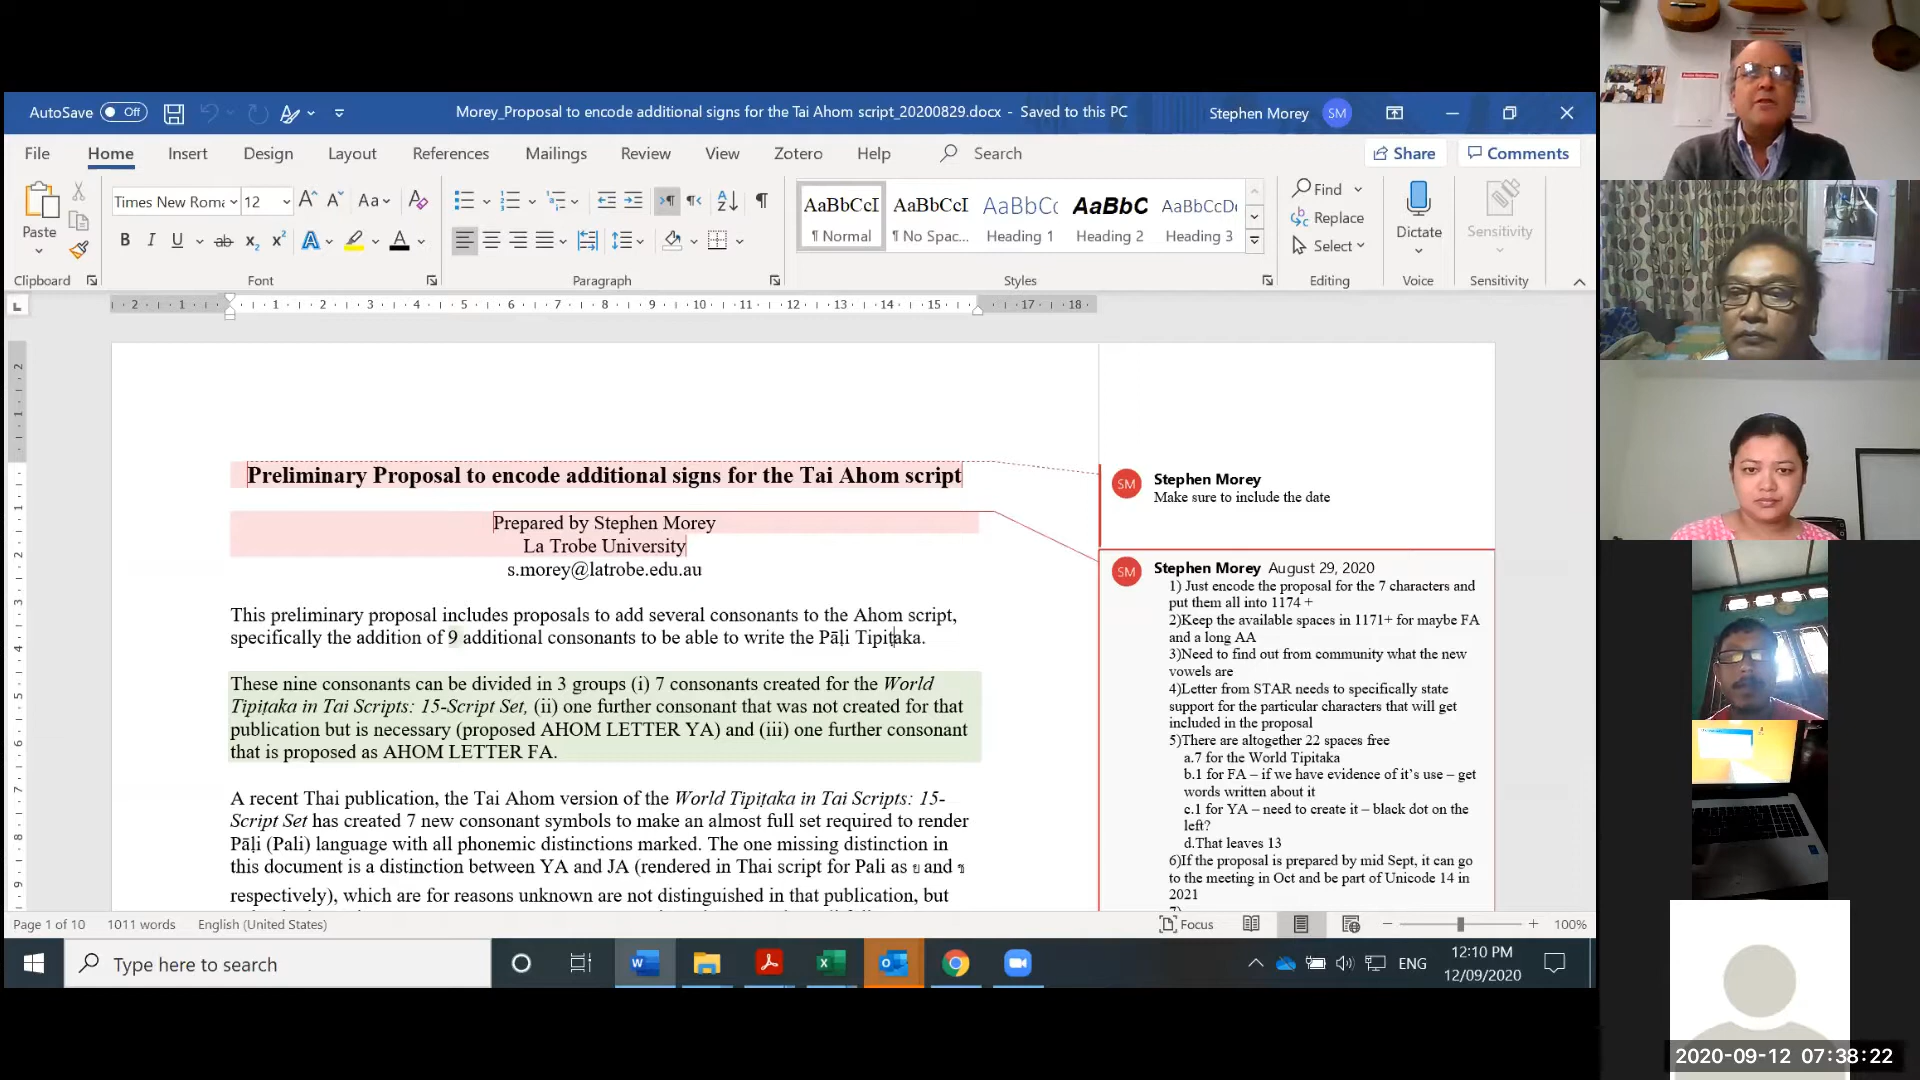 AutoSave Off
Morey_Proposal to encode additional signs for the Tai Ahom script_20200829.docx - Saved to this PC
Stephen Morey SM
File Home Insert Design Layout References Mailings Review View Zotero Help Search
Share Comments
Paste
Clipboard
Times New Roma 12
Font
Paragraph
AaBbCcI AaBbCcI AaBbCc AaBbC AaBbCcD
¶ Normal ¶ No Spac... Heading 1 Heading 2 Heading 3
Styles
Find
Replace
Select
Editing
Dictate
Voice
Sensitivity
Sensitivity
2 1 1 2 3 4 5 6 7 8 9 10 11 12 13 14 15 17 18
Preliminary Proposal to encode additional signs for the Tai Ahom script
Prepared by Stephen Morey
La Trobe University
s.morey@latrobe.edu.au
This preliminary proposal includes proposals to add several consonants to the Ahom script,
specifically the addition of 9 additional consonants to be able to write the Pāḷi Tipiṭaka.
These nine consonants can be divided in 3 groups (i) 7 consonants created for the World
Tipiṭaka in Tai Scripts: 15-Script Set, (ii) one further consonant that was not created for that
publication but is necessary (proposed AHOM LETTER YA) and (iii) one further consonant
that is proposed as AHOM LETTER FA.
A recent Thai publication, the Tai Ahom version of the World Tipiṭaka in Tai Scripts: 15-
Script Set has created 7 new consonant symbols to make an almost full set required to render
Pāḷi (Pali) language with all phonemic distinctions marked. The one missing distinction in
this document is a distinction between YA and JA (rendered in Thai script for Pali as ย and ช
respectively), which are for reasons unknown are not distinguished in that publication, but
SM Stephen Morey
Make sure to include the date
SM Stephen Morey August 29, 2020
1) Just encode the proposal for the 7 characters and
put them all into 1174 +
2)Keep the available spaces in 1171+ for maybe FA
and a long AA
3)Need to find out from community what the new
vowels are
4)Letter from STAR needs to specifically state
support for the particular characters that will get
included in the proposal
5)There are altogether 22 spaces free
a.7 for the World Tipitaka
b.1 for FA – if we have evidence of it's use – get
words written about it
c.1 for YA – need to create it – black dot on the
left?
d.That leaves 13
6)If the proposal is prepared by mid Sept, it can go
to the meeting in Oct and be part of Unicode 14 in
2021
Page 1 of 10 1011 words English (United States)
Focus 100%
Type here to search
ENG
12:10 PM
12/09/2020
2020-09-12 07:38:22